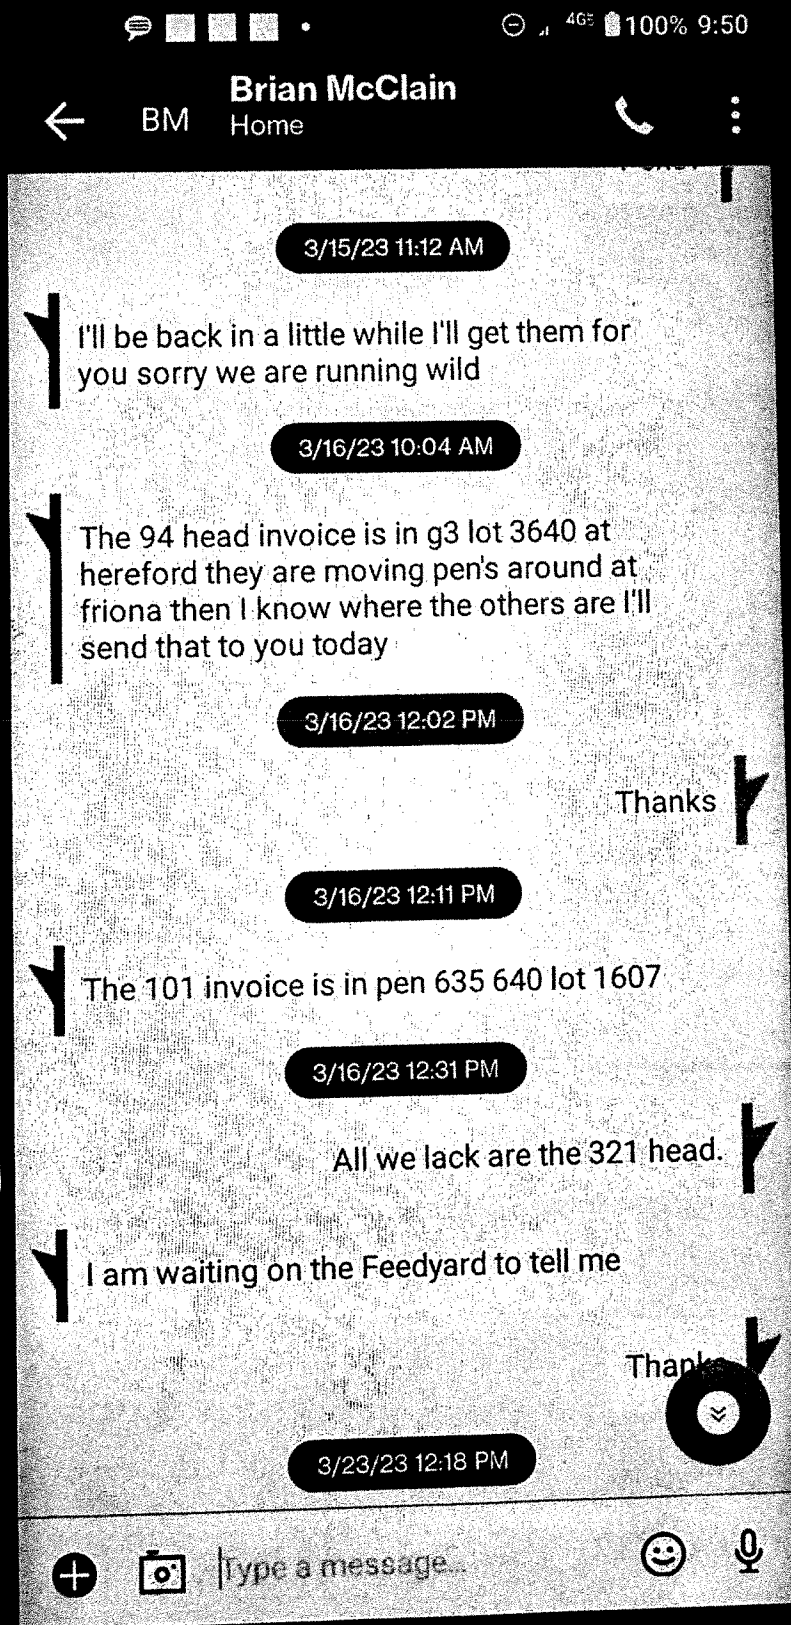 4G 100% 9:50
BM
Brian McClain
Home
3/15/23 11:12 AM
I'll be back in a little while I'll get them for
you sorry we are running wild
3/16/23 10:04 AM
The 94 head invoice is in g3 lot 3640 at
hereford they are moving pen's around at
friona then I know where the others are I'll
send that to you today
3/16/23 12:02 PM
Thanks
3/16/23 12:11 PM
The 101 invoice is in pen 635 640 lot 1607
3/16/23 12:31 PM
All we lack are the 321 head.
I am waiting on the Feedyard to tell me
Thanks
3/23/23 12:18 PM
Type a message...